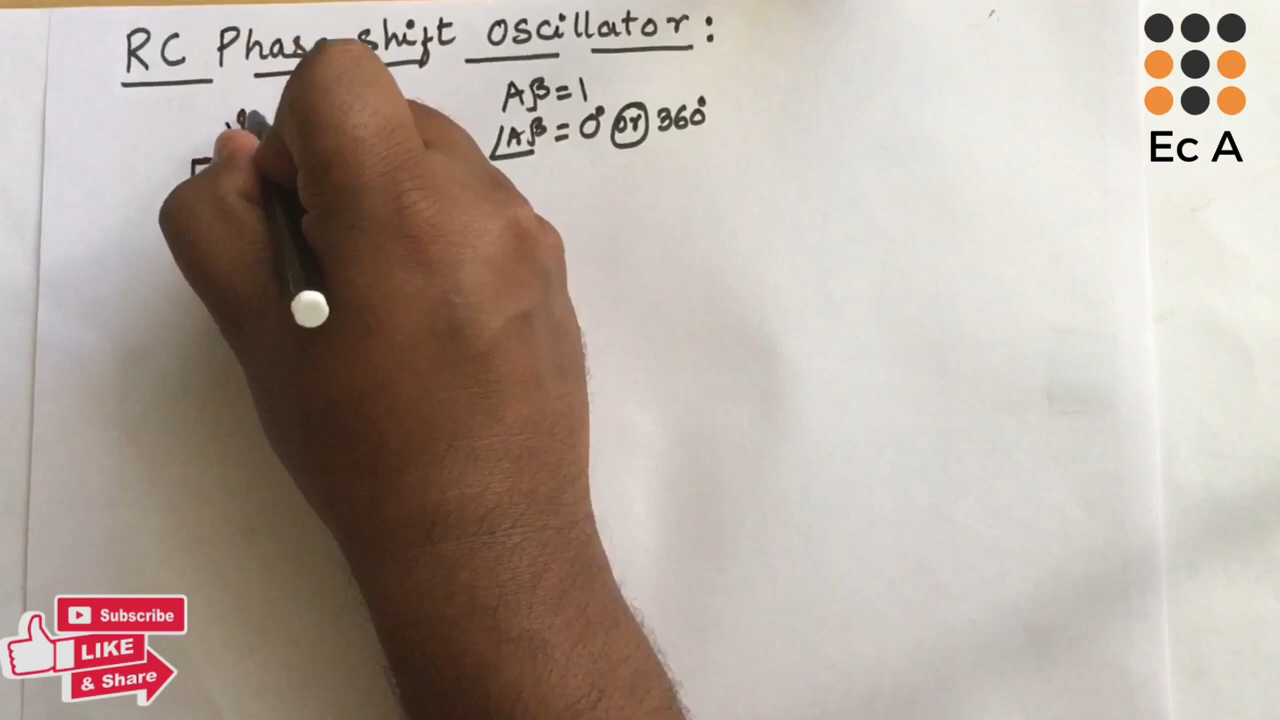 RC Phase shift Oscillator :
Aβ = 1
∠Aβ = 0° or 360°
Ec A
Subscribe
LIKE
& Share